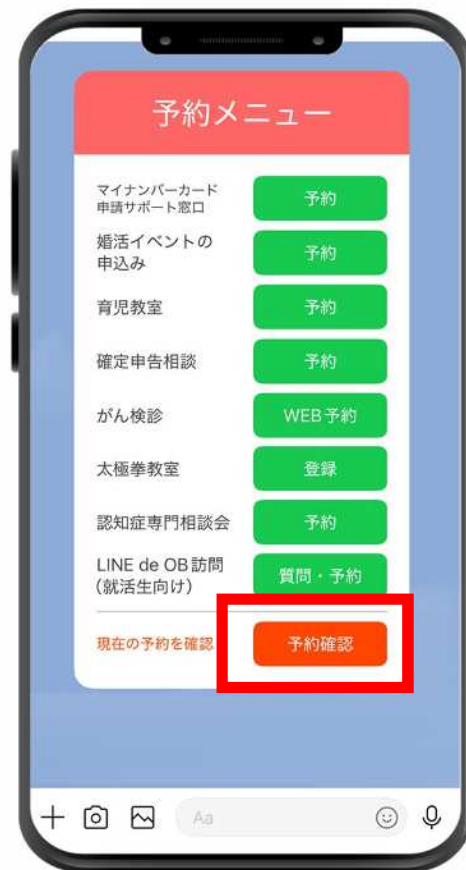 予約メニュー
マイナンバーカード
申請サポート窓口
予約
婚活イベントの
申込み
予約
育児教室
予約
確定申告相談
予約
がん検診
WEB予約
太極拳教室
登録
認知症専門相談会
予約
LINE de OB訪問
(就活生向け)
質問・予約
現在の予約を確認
予約確認
Aa